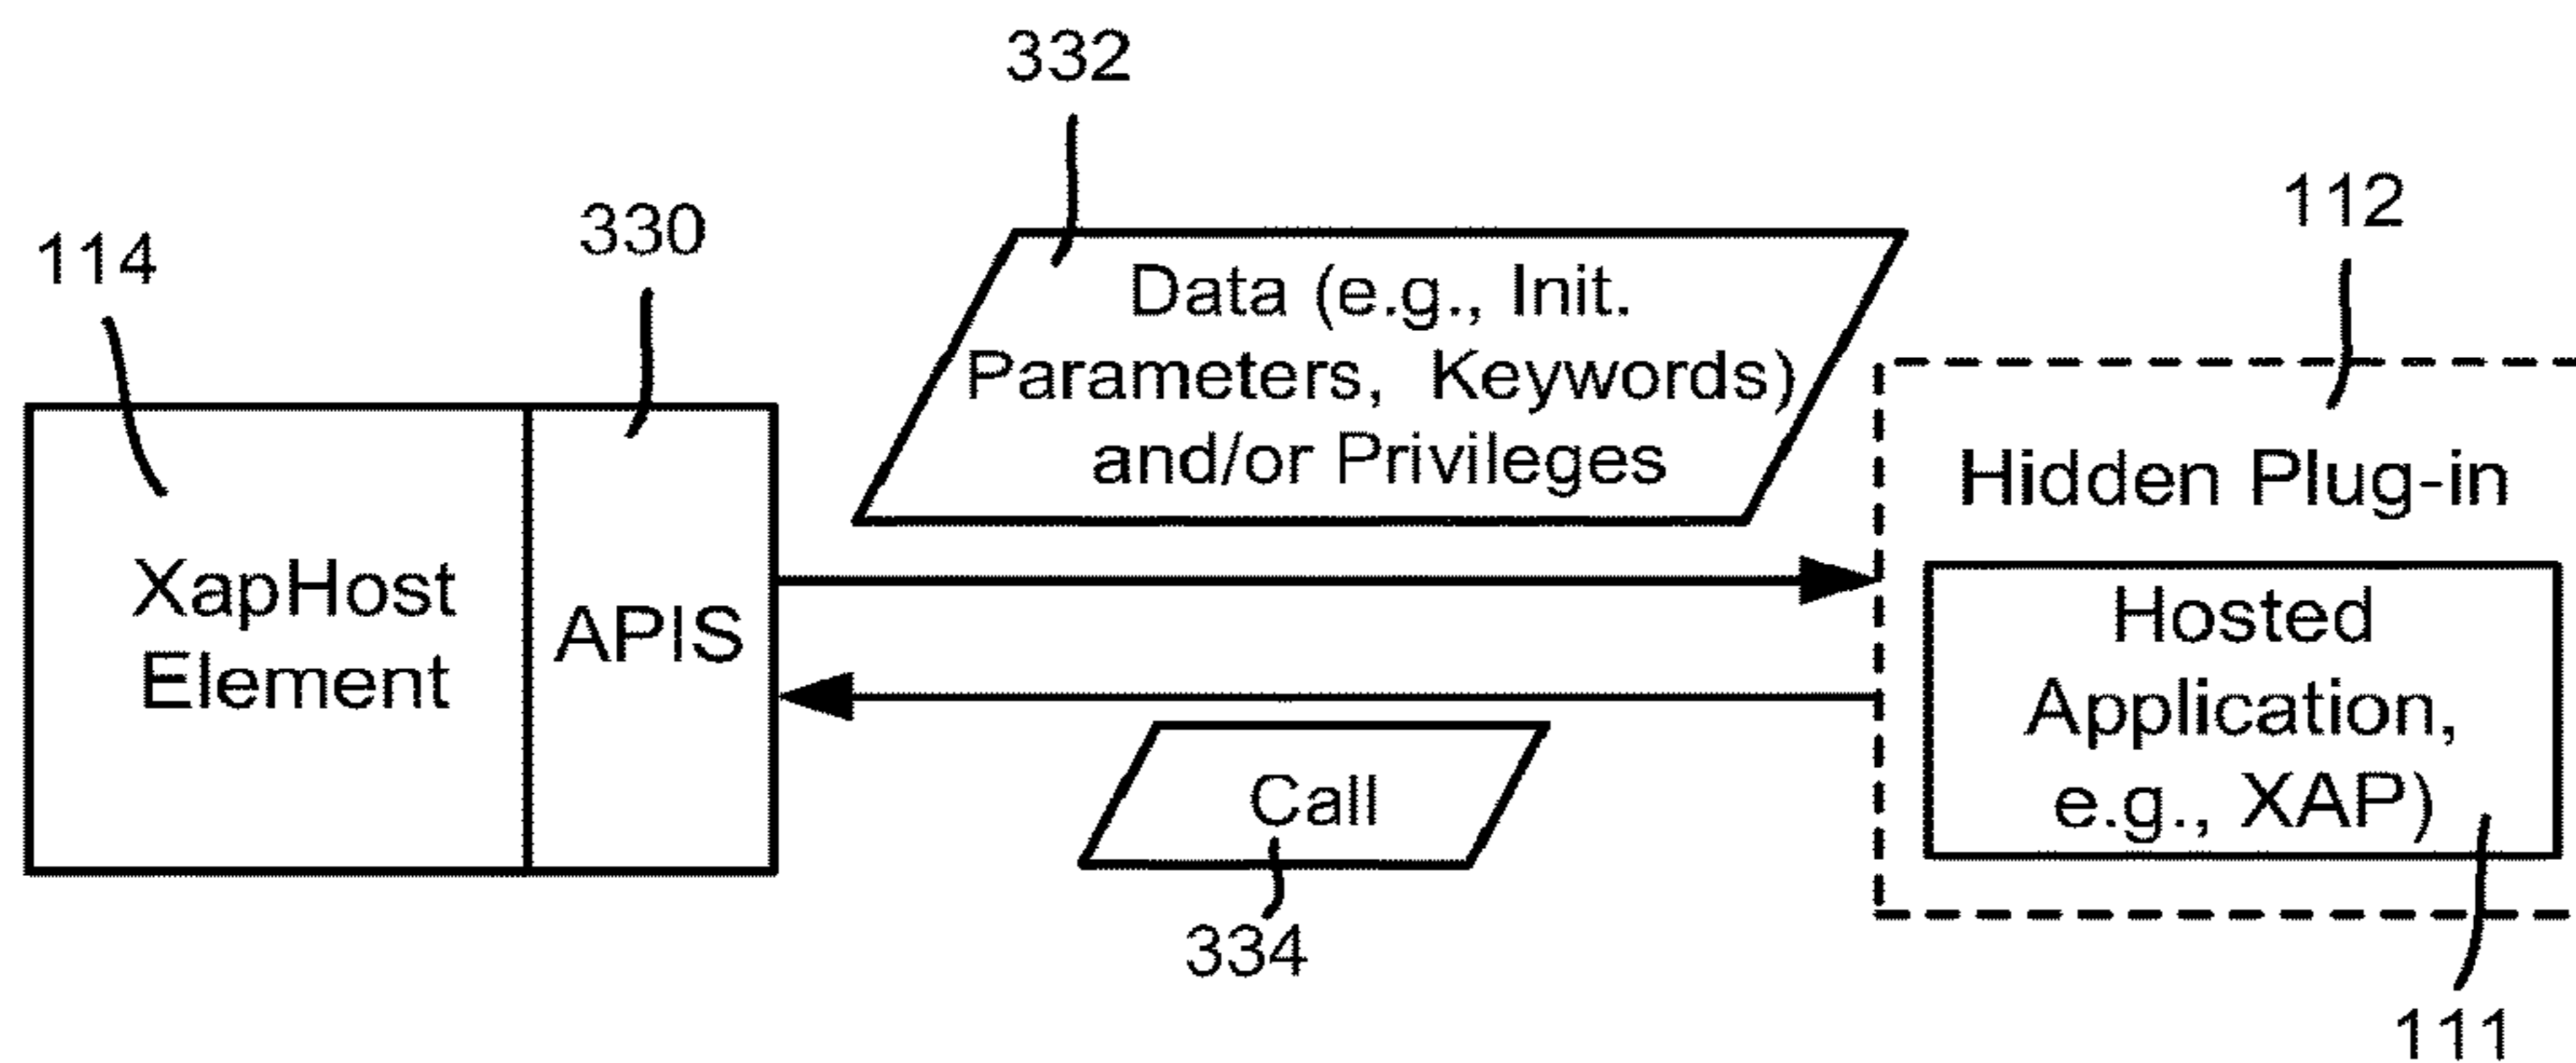 332
112
330
114
Data (e.g., Init.
Parameters, Keywords)
and/or Privileges
Hidden Plug-in
XapHost
Element
APIS
Hosted
Application,
e.g., XAP)
Call
334
111